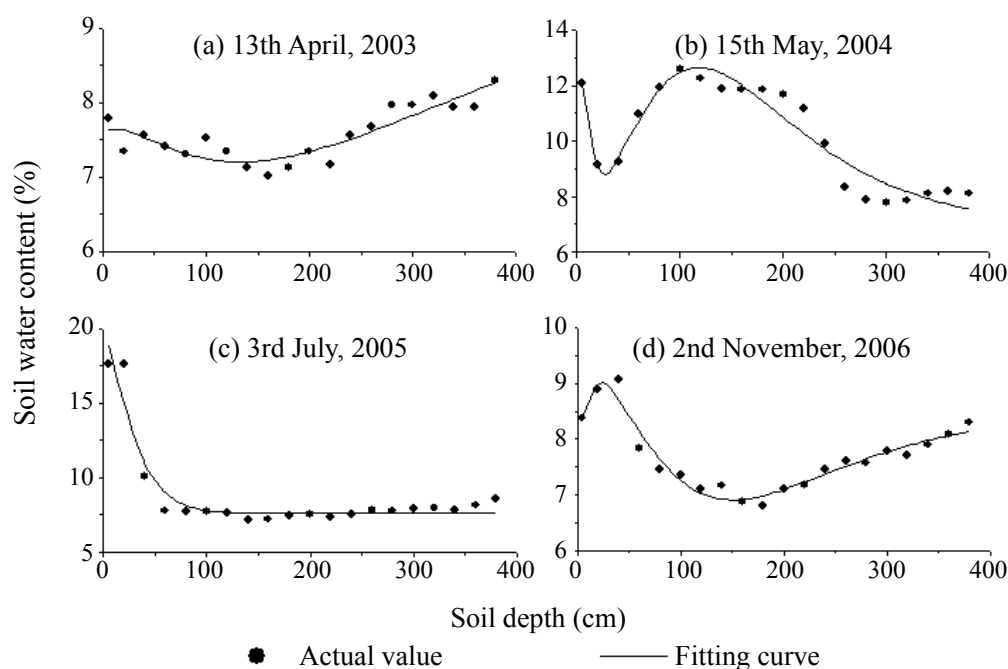 Soil water content (%)
(a) 13th April, 2003
9
8
7
6
0 100 200 300 400
(b) 15th May, 2004
14
12
10
8
6
0 100 200 300 400
(c) 3rd July, 2005
20
15
10
5
0 100 200 300 400
(d) 2nd November, 2006
10
9
8
7
6
0 100 200 300 400
Soil depth (cm)
Actual value Fitting curve